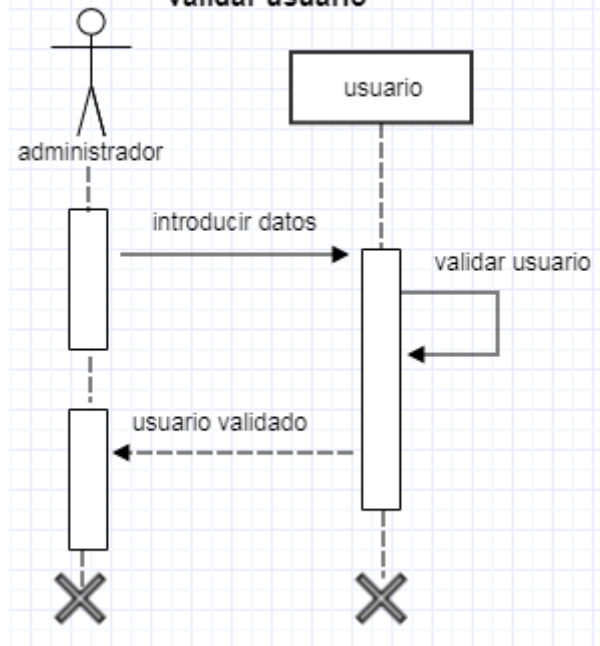 validar usuario
usuario
administrador
introducir datos
validar usuario
usuario validado